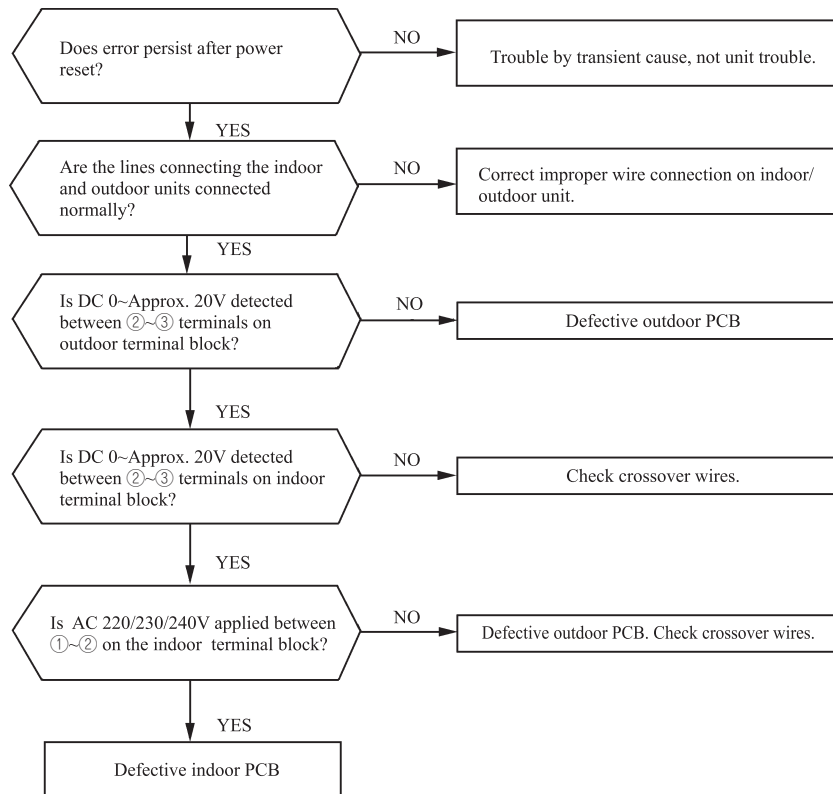 Does error persist after power
reset?
NO
Trouble by transient cause, not unit trouble.
YES
Are the lines connecting the indoor
and outdoor units connected
normally?
NO
Correct improper wire connection on indoor/
outdoor unit.
YES
Is DC 0~Approx. 20V detected
between ②~③ terminals on
outdoor terminal block?
NO
Defective outdoor PCB
YES
Is DC 0~Approx. 20V detected
between ②~③ terminals on indoor
terminal block?
NO
Check crossover wires.
YES
Is AC 220/230/240V applied between
①~② on the indoor terminal block?
NO
Defective outdoor PCB. Check crossover wires.
YES
Defective indoor PCB